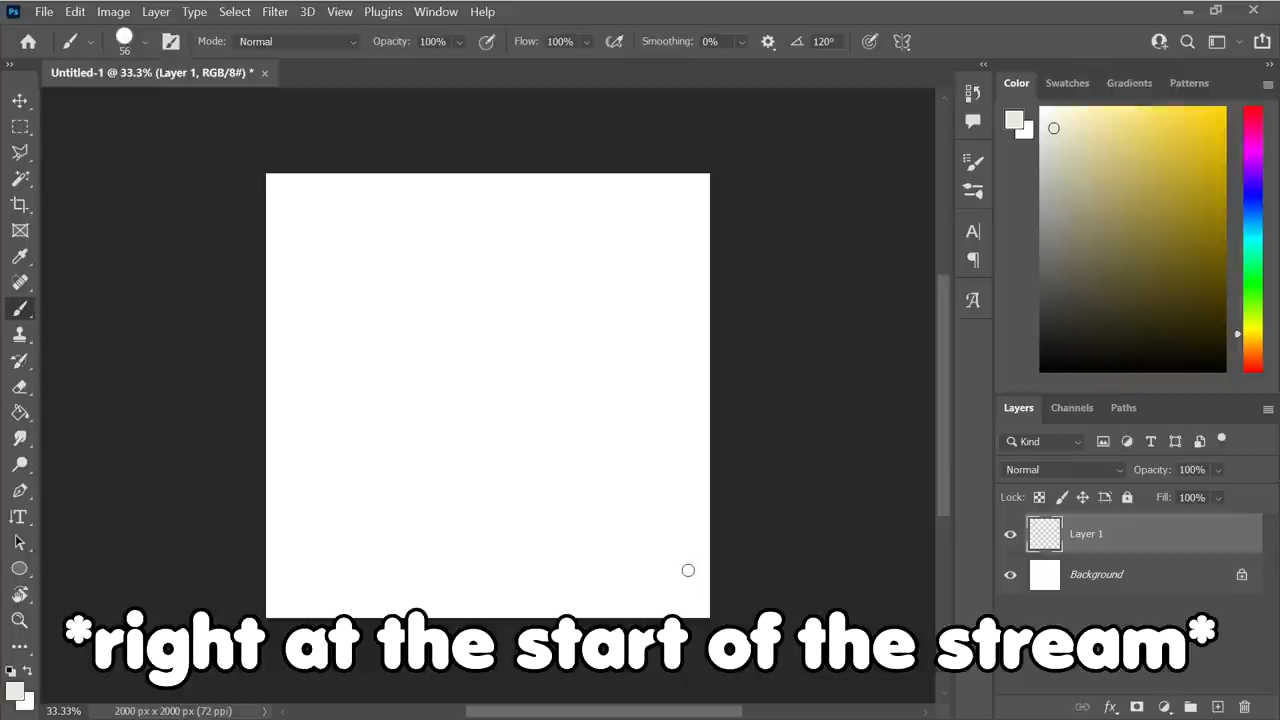 Ps File Edit Image Layer Type Select Filter 3D View Plugins Window Help
56 Mode: Normal Opacity: 100% Flow: 100% Smoothing: 0% 120°
Untitled-1 @ 33.3% (Layer 1, RGB/8#) * ×
Color Swatches Gradients Patterns
Layers Channels Paths
Kind
Normal Opacity: 100%
Lock: Fill: 100%
Layer 1
Background
*right at the start of the stream*
33.33% 2000 px x 2000 px (72 ppi)